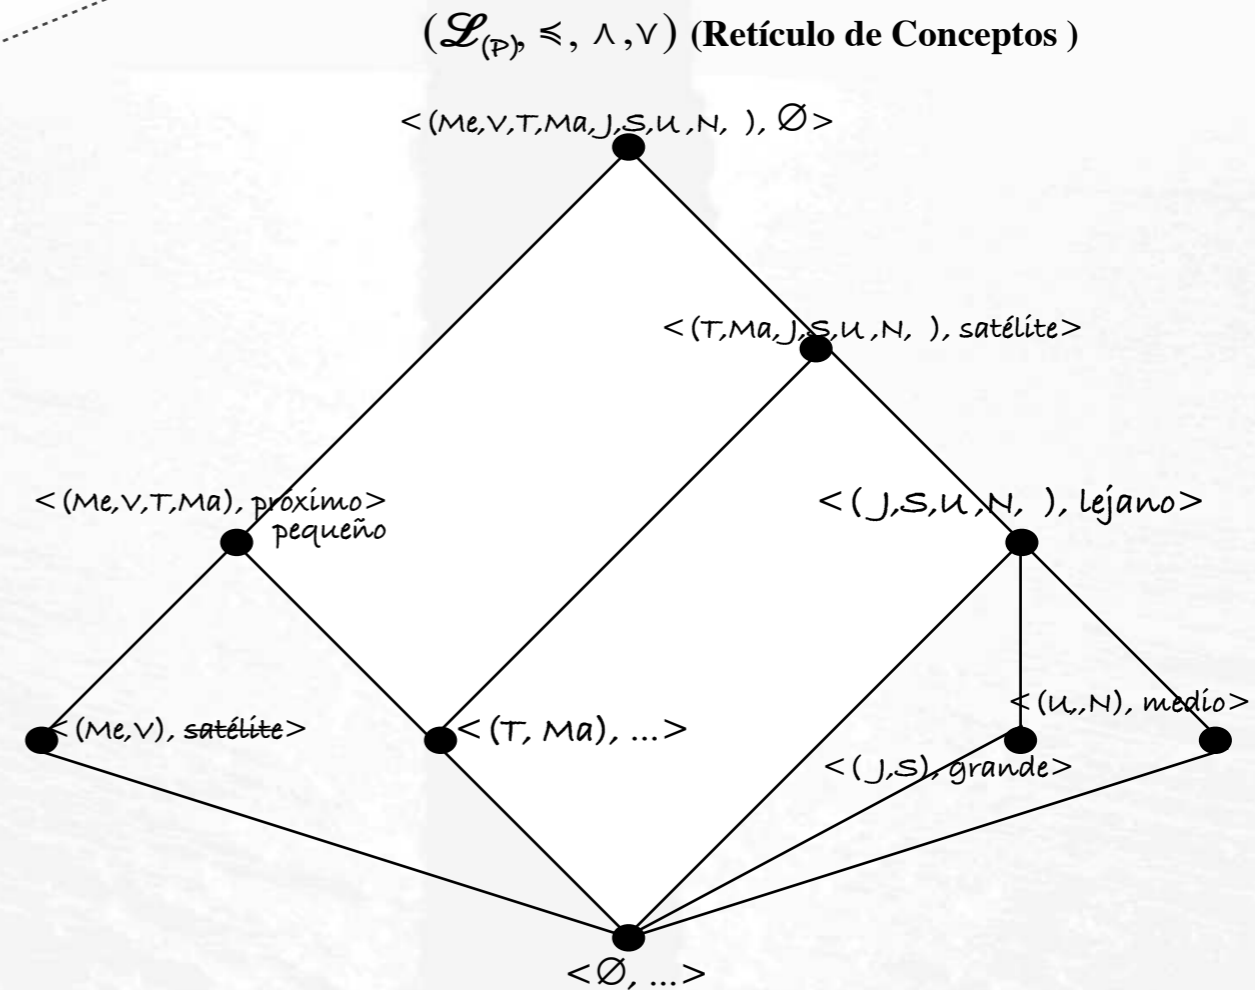 (ℒ(P), ≼, ∧,∨) (Retículo de Conceptos )
<(Me,V,T,Ma,J,S,U,N, ), ∅>
<(T,Ma,J,S,U,N, ), satélite>
<(Me,V,T,Ma), próximo>
pequeño
<( J,S,U,N, ), lejano>
<(Me,V), satélite>
<(T, Ma), ...>
<(U,,N), medio>
<( J,S), grande>
<∅, ...>